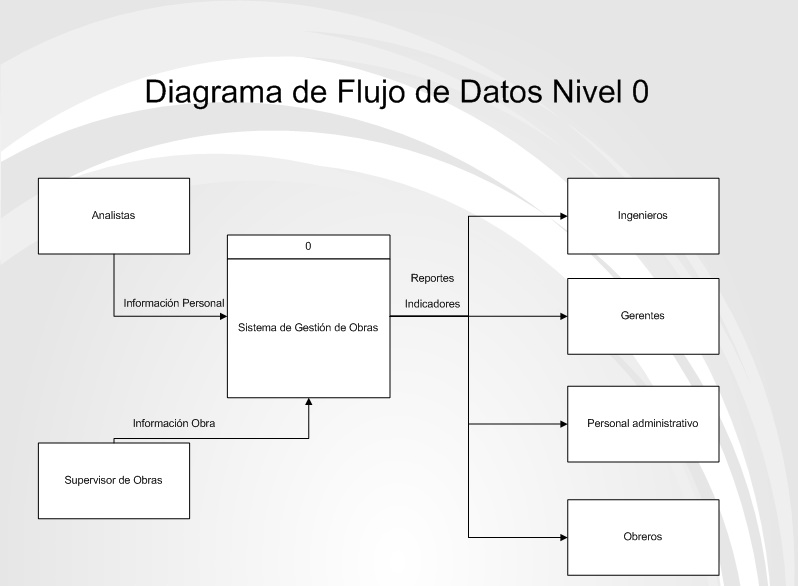 Diagrama de Flujo de Datos Nivel 0
Analistas
Ingenieros
0
Reportes
Información Personal
Indicadores
Gerentes
Sistema de Gestión de Obras
Información Obra
Personal administrativo
Supervisor de Obras
Obreros